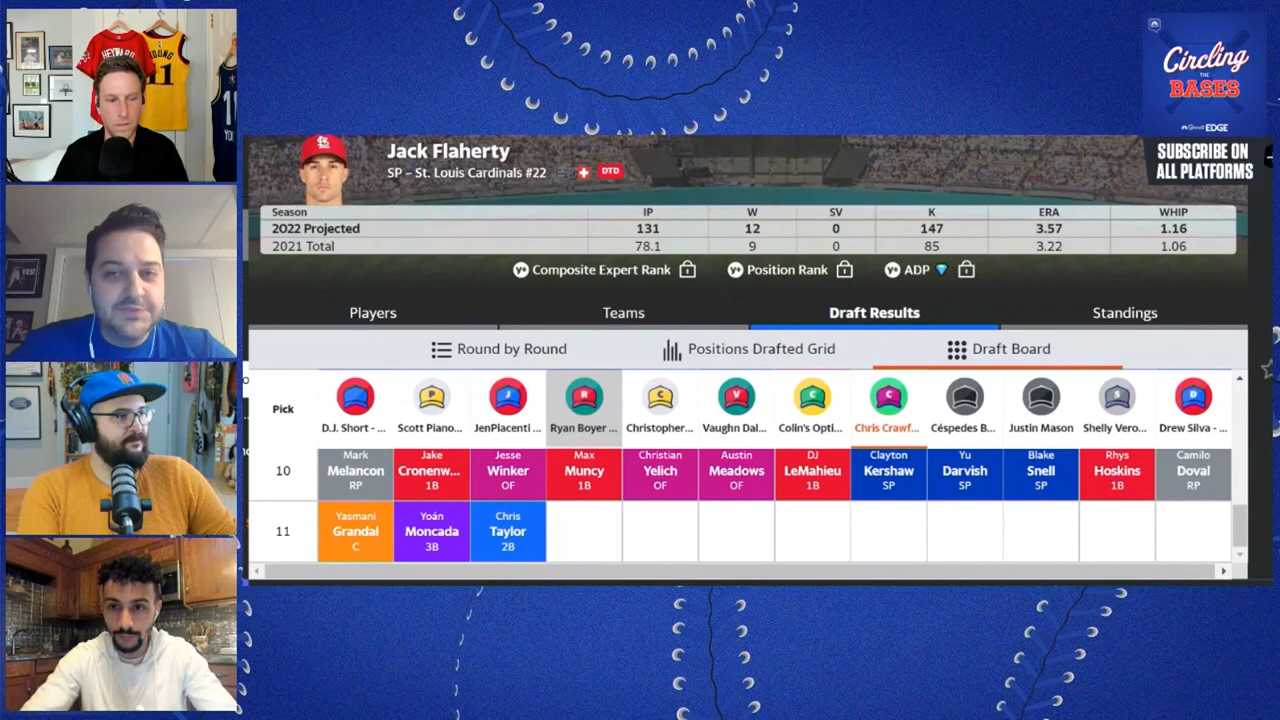 HEYWARD
YOUNG
11
Circling
THE
BASES
EDGE
SUBSCRIBE ON
ALL PLATFORMS
Jack Flaherty
SP – St. Louis Cardinals #22
DTD
Season IP W SV K ERA WHIP
2022 Projected 131 12 0 147 3.57 1.16
2021 Total 78.1 9 0 85 3.22 1.06
Y+ Composite Expert Rank Y+ Position Rank Y+ ADP
Players Teams Draft Results Standings
Round by Round Positions Drafted Grid Draft Board
P J R C V C C S D
Pick D.J. Short - ... Scott Piano... JenPiacenti ... Ryan Boyer ... Christopher... Vaughn Dal... Colin's Opti... Chris Crawf... Céspedes B... Justin Mason Shelly Vero... Drew Silva - ...
Mark Jake Jesse Max Christian Austin DJ Clayton Yu Blake Rhys Camilo
10 Melancon Cronenw... Winker Muncy Yelich Meadows LeMahieu Kershaw Darvish Snell Hoskins Doval
RP 1B OF 1B OF OF 1B SP SP SP 1B RP
Yasmani Yoán Chris
11 Grandal Moncada Taylor
C 3B 2B
YES!